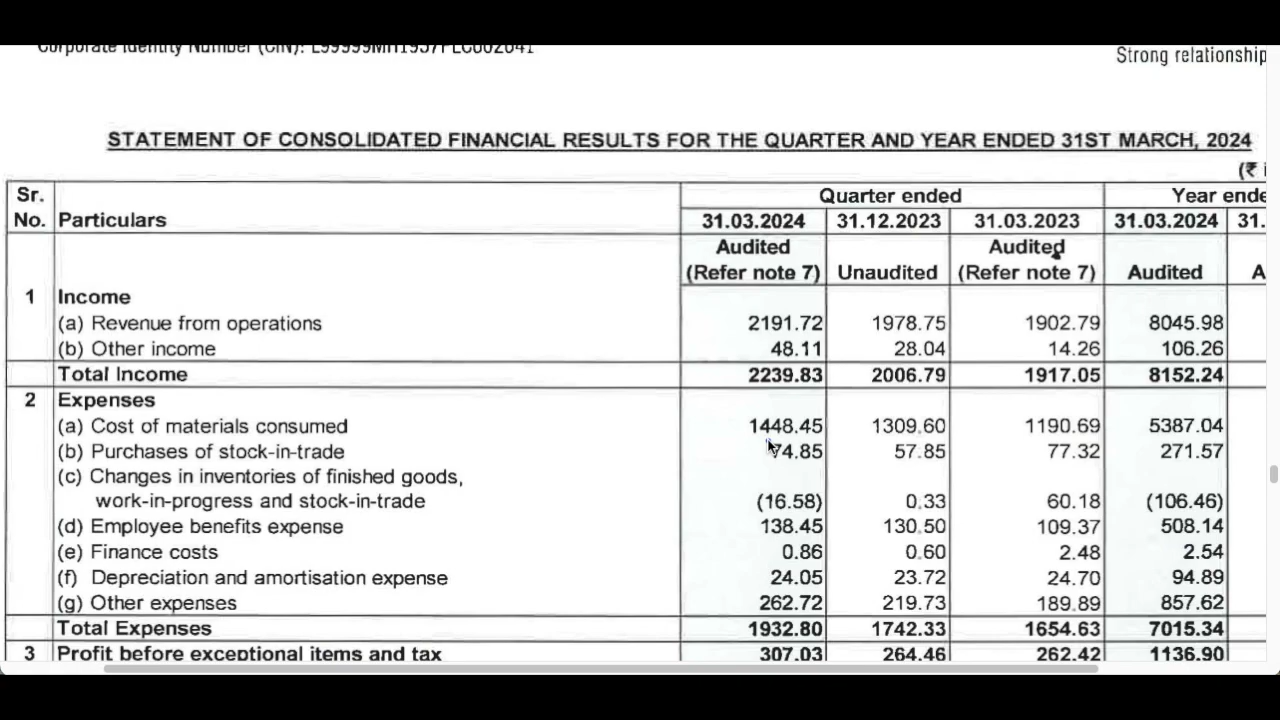 Corporate Identity Number (CIN): L99999MH1937PLC002641
Strong relationship
STATEMENT OF CONSOLIDATED FINANCIAL RESULTS FOR THE QUARTER AND YEAR ENDED 31ST MARCH, 2024
(₹ i
Sr. No. Particulars Quarter ended Year ende
31.03.2024 31.12.2023 31.03.2023 31.03.2024 31.
Audited (Refer note 7) Unaudited Audited (Refer note 7) Audited A
1 Income
(a) Revenue from operations 2191.72 1978.75 1902.79 8045.98
(b) Other income 48.11 28.04 14.26 106.26
Total Income 2239.83 2006.79 1917.05 8152.24
2 Expenses
(a) Cost of materials consumed 1448.45 1309.60 1190.69 5387.04
(b) Purchases of stock-in-trade 74.85 57.85 77.32 271.57
(c) Changes in inventories of finished goods,
work-in-progress and stock-in-trade (16.58) 0.33 60.18 (106.46)
(d) Employee benefits expense 138.45 130.50 109.37 508.14
(e) Finance costs 0.86 0.60 2.48 2.54
(f) Depreciation and amortisation expense 24.05 23.72 24.70 94.89
(g) Other expenses 262.72 219.73 189.89 857.62
Total Expenses 1932.80 1742.33 1654.63 7015.34
3 Profit before exceptional items and tax 307.03 264.46 262.42 1136.90